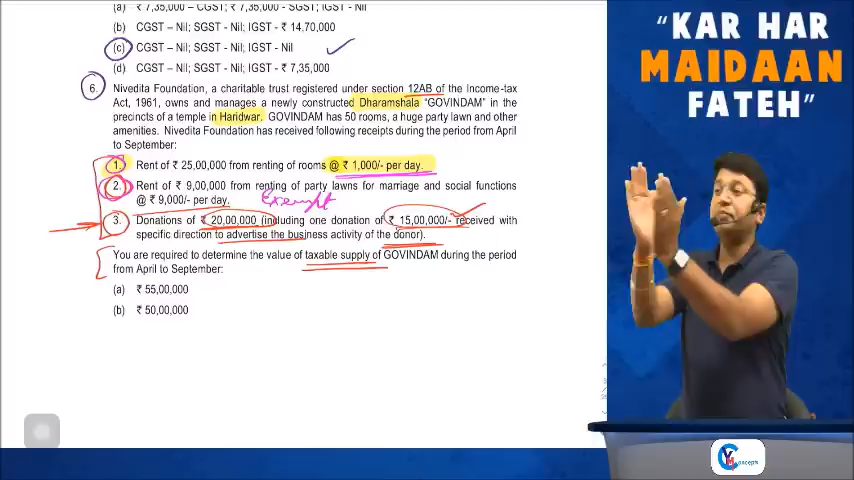 (a) ₹ 7,35,000 - CGST; ₹ 7,35,000 - SGST; IGST - Nil
(b) CGST – Nil; SGST - Nil; IGST - ₹ 14,70,000
(c) CGST – Nil; SGST - Nil; IGST - Nil
(d) CGST – Nil; SGST - Nil; IGST - ₹ 7,35,000
6. Nivedita Foundation, a charitable trust registered under section 12AB of the Income-tax
Act, 1961, owns and manages a newly constructed Dharamshala "GOVINDAM" in the
precincts of a temple in Haridwar. GOVINDAM has 50 rooms, a huge party lawn and other
amenities. Nivedita Foundation has received following receipts during the period from April
to September:
1. Rent of ₹ 25,00,000 from renting of rooms @ ₹ 1,000/- per day.
2. Rent of ₹ 9,00,000 from renting of party lawns for marriage and social functions
@ ₹ 9,000/- per day.
Exempt
3. Donations of ₹ 20,00,000 (including one donation of ₹ 15,00,000/- received with
specific direction to advertise the business activity of the donor).
You are required to determine the value of taxable supply of GOVINDAM during the period
from April to September:
(a) ₹ 55,00,000
(b) ₹ 50,00,000
"KAR HAR
MAIDAAN
FATEH"